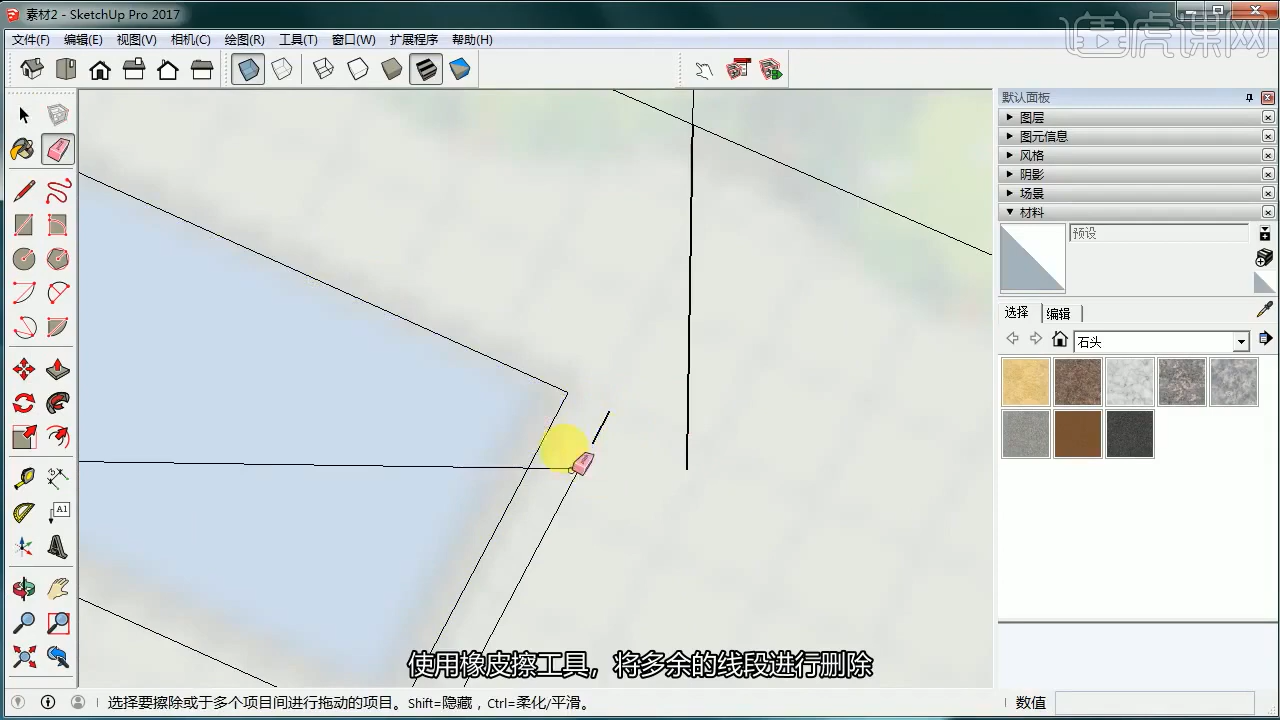 素材2 - SketchUp Pro 2017
虎课网
文件(F) 编辑(E) 视图(V) 相机(C) 绘图(R) 工具(T) 窗口(W) 扩展程序 帮助(H)
默认面板
图层
图元信息
风格
阴影
场景
材料
预设
选择 编辑
石头
A1
使用橡皮擦工具，将多余的线段进行删除
选择要擦除或于多个项目间进行拖动的项目。Shift=隐藏，Ctrl=柔化/平滑。
数值